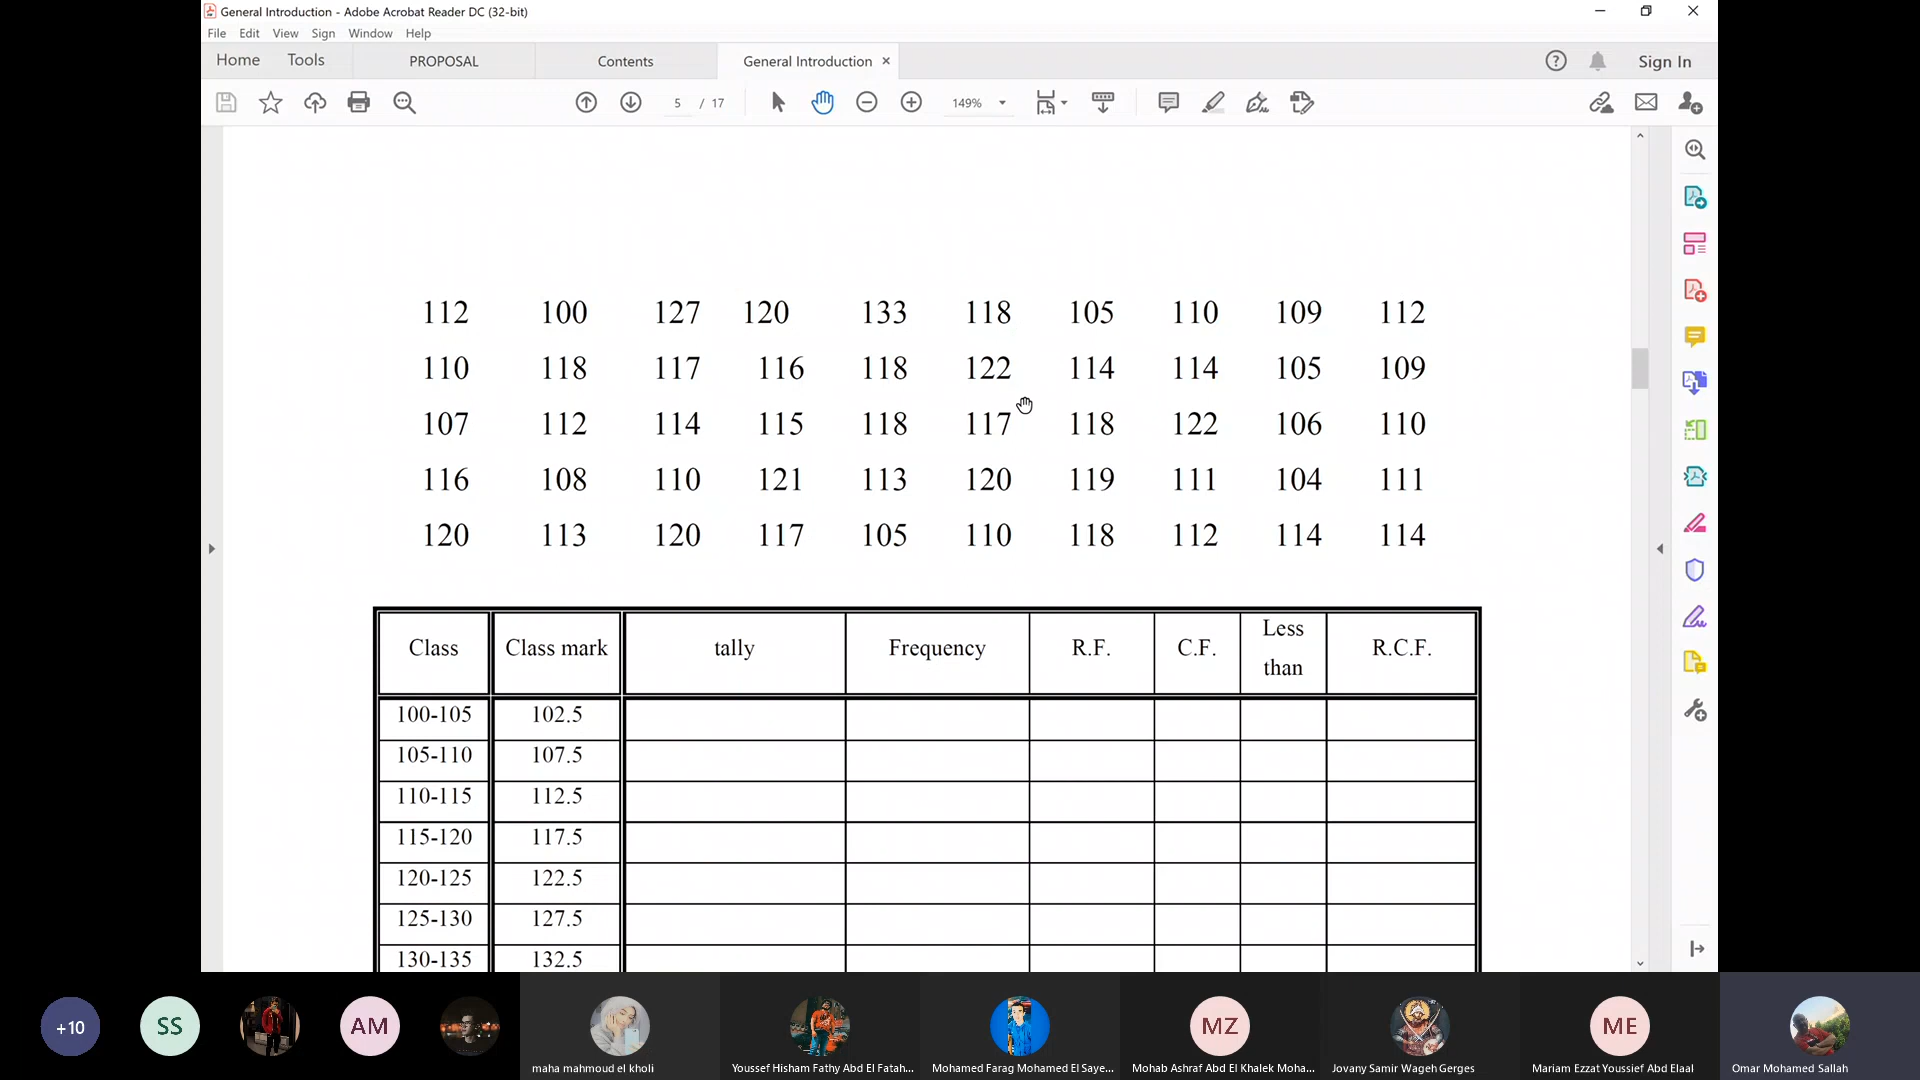 General Introduction - Adobe Acrobat Reader DC (32-bit)
File Edit View Sign Window Help
Home Tools PROPOSAL Contents General Introduction × Sign In
5 / 17 149%
112 100 127 120 133 118 105 110 109 112
110 118 117 116 118 122 114 114 105 109
107 112 114 115 118 117 118 122 106 110
116 108 110 121 113 120 119 111 104 111
120 113 120 117 105 110 118 112 114 114
Class Class mark tally Frequency R.F. C.F. Less than R.C.F.
100-105 102.5
105-110 107.5
110-115 112.5
115-120 117.5
120-125 122.5
125-130 127.5
130-135 132.5
+10 SS AM MZ ME
maha mahmoud el kholi Youssef Hisham Fathy Abd El Fatah... Mohamed Farag Mohamed El Saye... Mohab Ashraf Abd El Khalek Moha... Jovany Samir Wageh Gerges Mariam Ezzat Youssief Abd Elaal Omar Mohamed Sallah